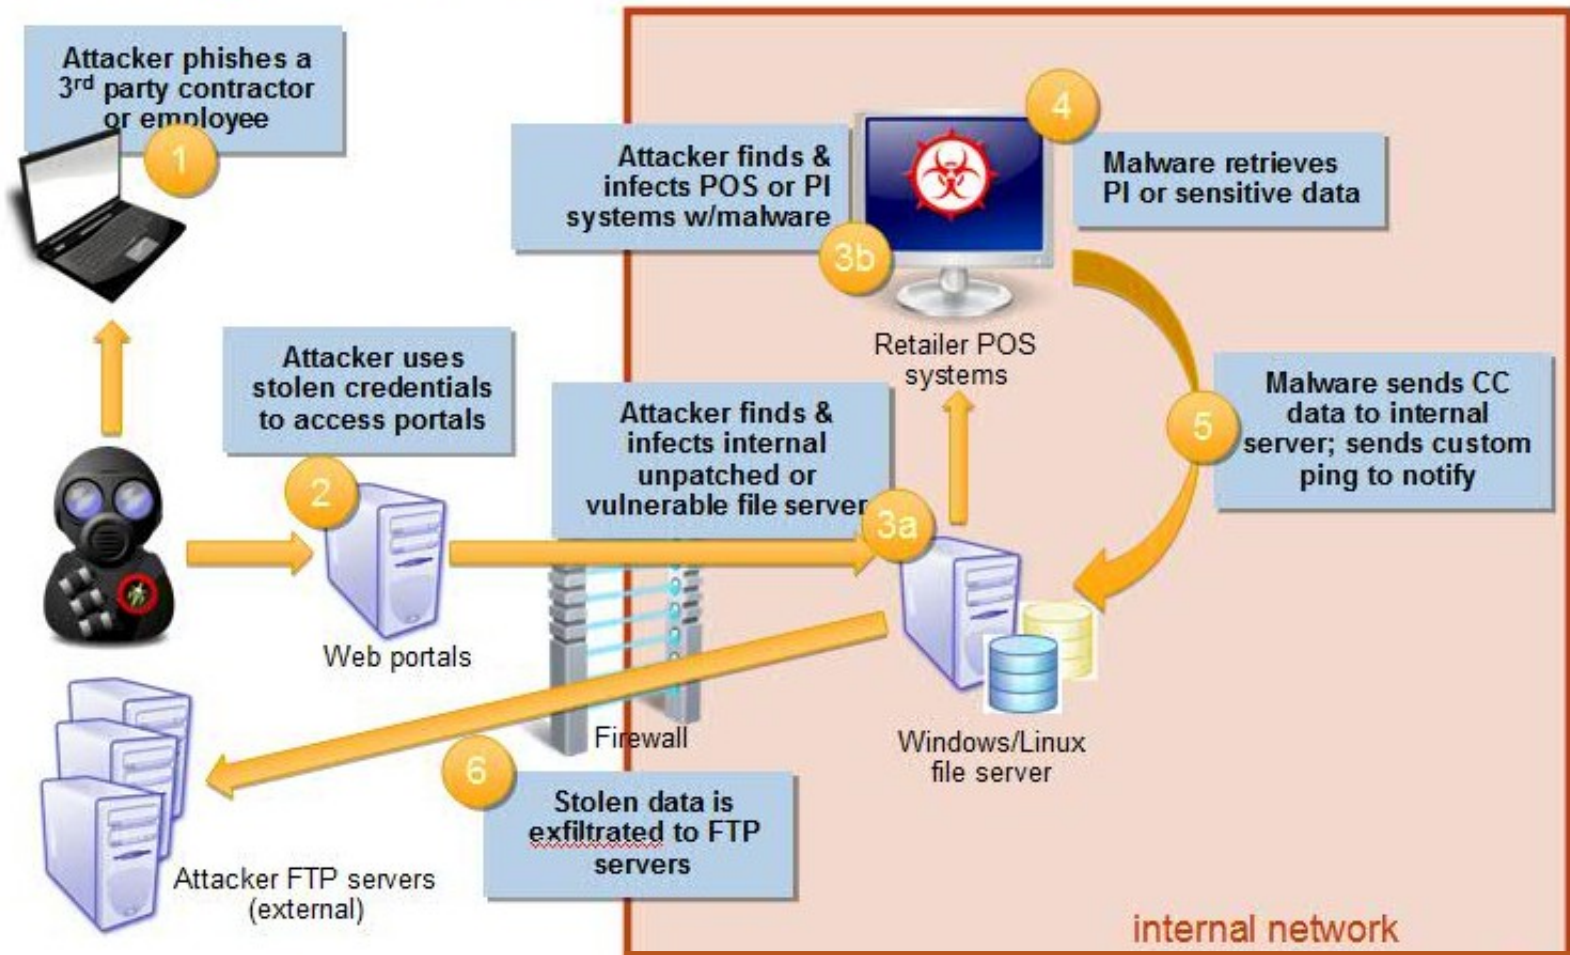 Attacker phishes a
3rd party contractor
or employee
1
Attacker uses
stolen credentials
to access portals
2
Web portals
Attacker finds &
infects internal
unpatched or
vulnerable file server
3a
Windows/Linux
file server
Attacker finds &
infects POS or PI
systems w/malware
3b
Retailer POS
systems
4
Malware retrieves
PI or sensitive data
5
Malware sends CC
data to internal
server; sends custom
ping to notify
Firewall
6
Stolen data is
exfiltrated to FTP
servers
Attacker FTP servers
(external)
internal network